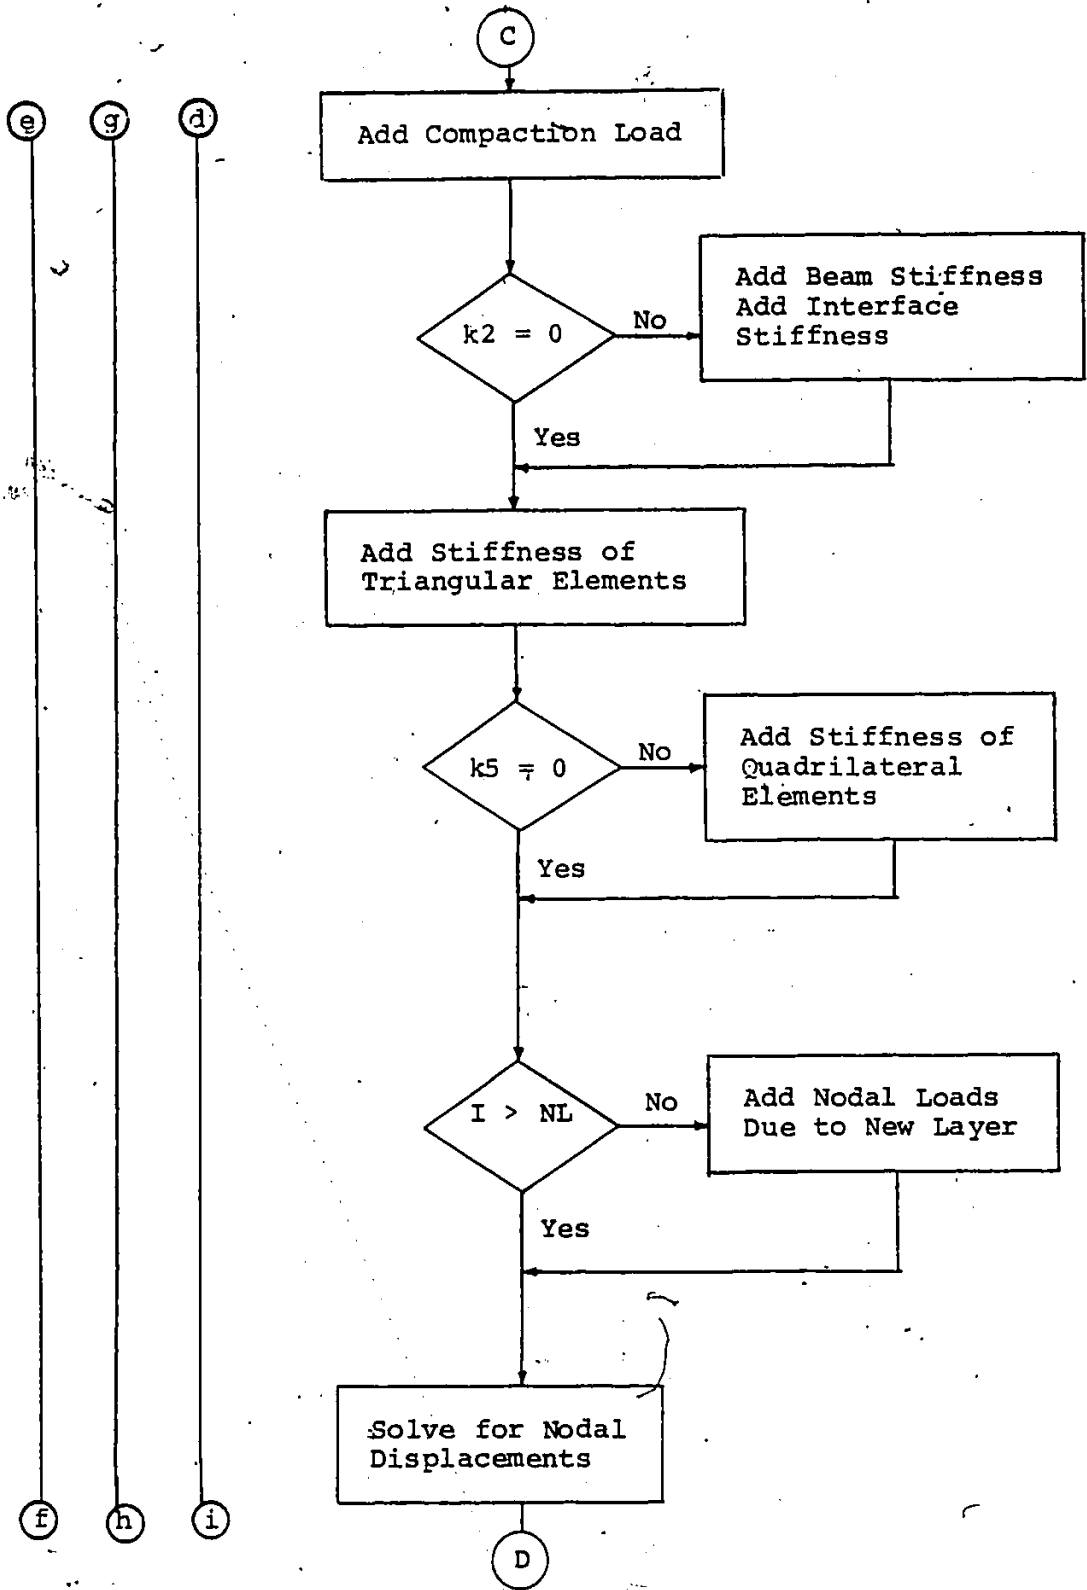 C
e
g
d
Add Compaction Load
k2 = 0
No
Add Beam Stiffness
Add Interface
Stiffness
Yes
Add Stiffness of
Triangular Elements
k5 = 0
No
Add Stiffness of
Quadrilateral
Elements
Yes
I > NL
No
Add Nodal Loads
Due to New Layer
Yes
Solve for Nodal
Displacements
f
h
i
D